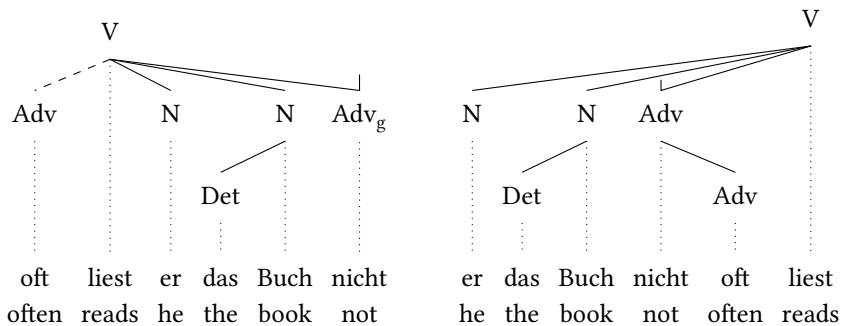 V V
Adv N N Adv_g N N Adv
Det Det Adv
oft liest er das Buch nicht er das Buch nicht oft liest
often reads he the book not he the book not often reads